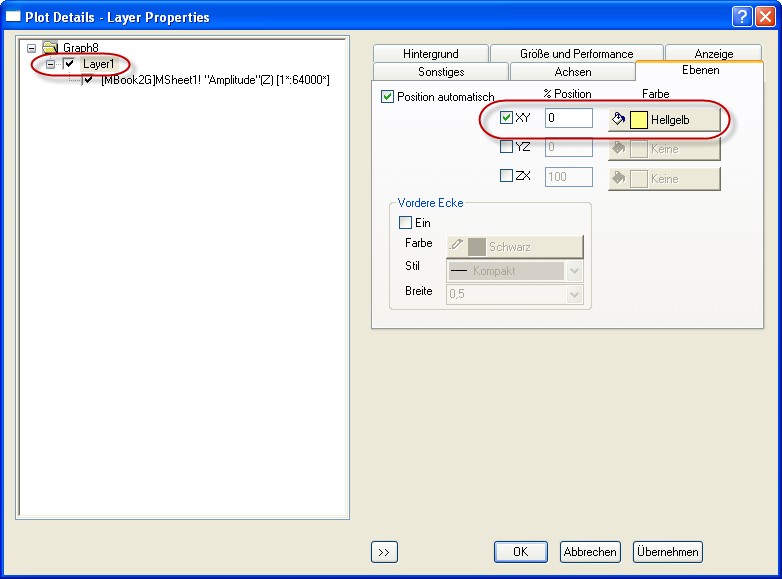 Plot Details - Layer Properties
Graph8
Layer1
[MBook2G]MSheet1! "Amplitude"(Z) [1*:64000*]
Hintergrund
Größe und Performance
Anzeige
Sonstiges
Achsen
Ebenen
Position automatisch
% Position
Farbe
XY
0
Hellgelb
YZ
0
Keine
ZX
100
Keine
Vordere Ecke
Ein
Farbe
Schwarz
Stil
Kompakt
Breite
0,5
>>
OK
Abbrechen
Übernehmen